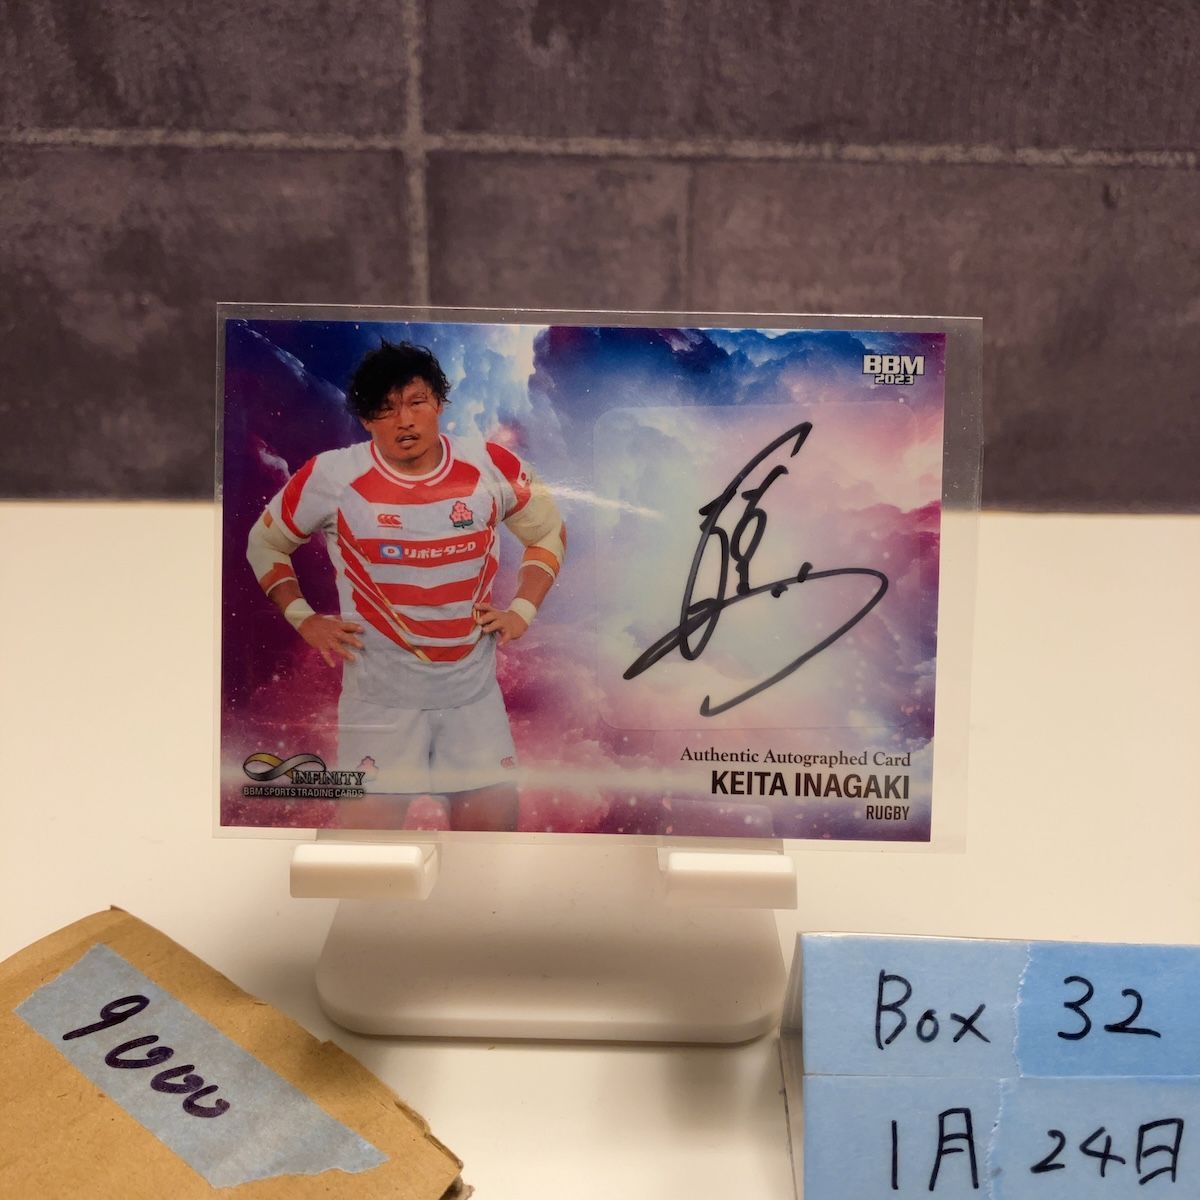 BBM
2023
リポビタンD
Authentic Autographed Card
KEITA INAGAKI
RUGBY
INFINITY
BBM SPORTS TRADING CARDS
9000
Box 32
1月 24日